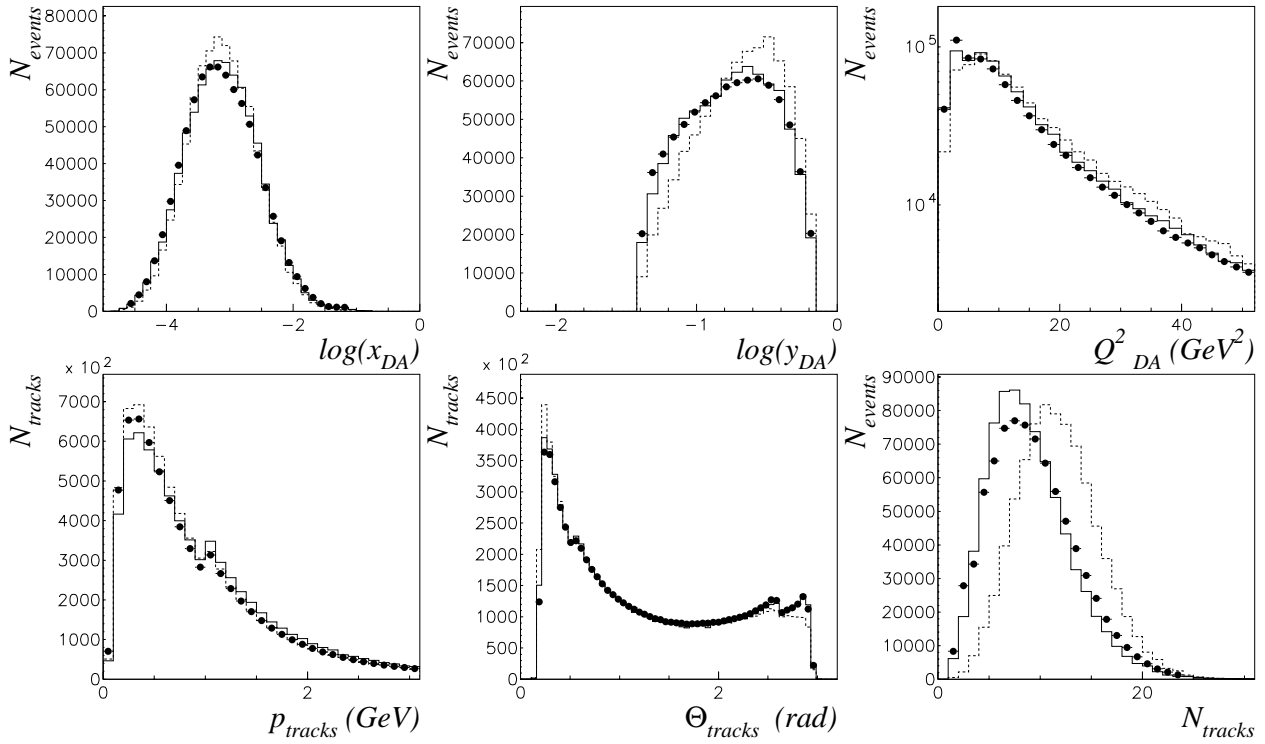 N_events
80000
70000
60000
50000
40000
30000
20000
10000
0
−4 −2 0
log(x_DA)
N_events
70000
60000
50000
40000
30000
20000
10000
0
−2 −1 0
log(y_DA)
N_events
10^5
10^4
0 20 40
Q^2_DA (GeV^2)
x 10^2
N_tracks
7000
6000
5000
4000
3000
2000
1000
0
0 2
p_tracks (GeV)
x 10^2
N_tracks
4500
4000
3500
3000
2500
2000
1500
1000
500
0
0 2
Θ_tracks (rad)
N_events
90000
80000
70000
60000
50000
40000
30000
20000
10000
0
0 20
N_tracks